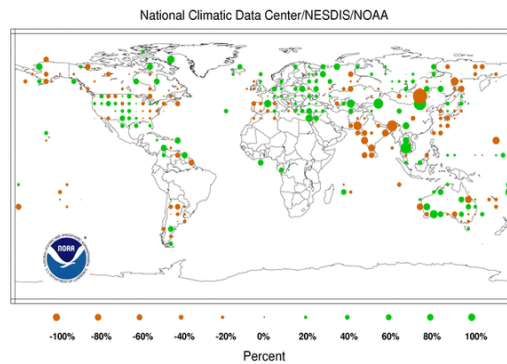 National Climatic Data Center/NESDIS/NOAA
NOAA
-100% -80% -60% -40% -20% 0% 20% 40% 60% 80% 100%
Percent